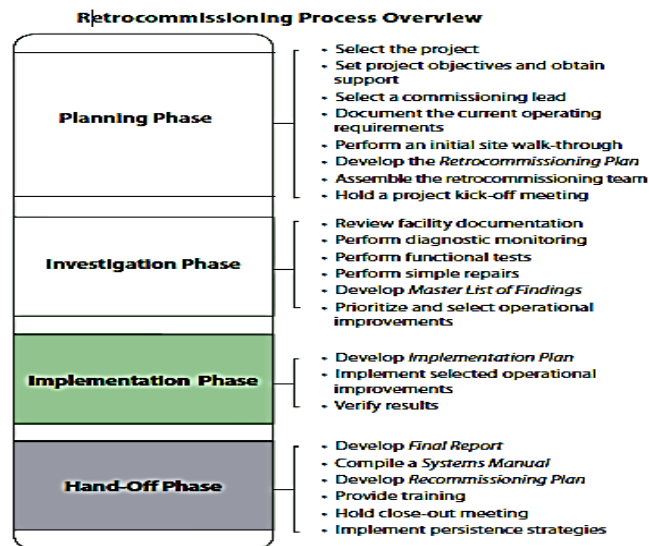 Retrocommissioning Process Overview
Planning Phase
• Select the project
• Set project objectives and obtain
support
• Select a commissioning lead
• Document the current operating
requirements
• Perform an initial site walk-through
• Develop the Retrocommissioning Plan
• Assemble the retrocommissioning team
• Hold a project kick-off meeting
Investigation Phase
• Review facility documentation
• Perform diagnostic monitoring
• Perform functional tests
• Perform simple repairs
• Develop Master List of Findings
• Prioritize and select operational
improvements
Implementation Phase
• Develop Implementation Plan
• Implement selected operational
improvements
• Verify results
Hand-Off Phase
• Develop Final Report
• Compile a Systems Manual
• Develop Recommissioning Plan
• Provide training
• Hold close-out meeting
• Implement persistence strategies